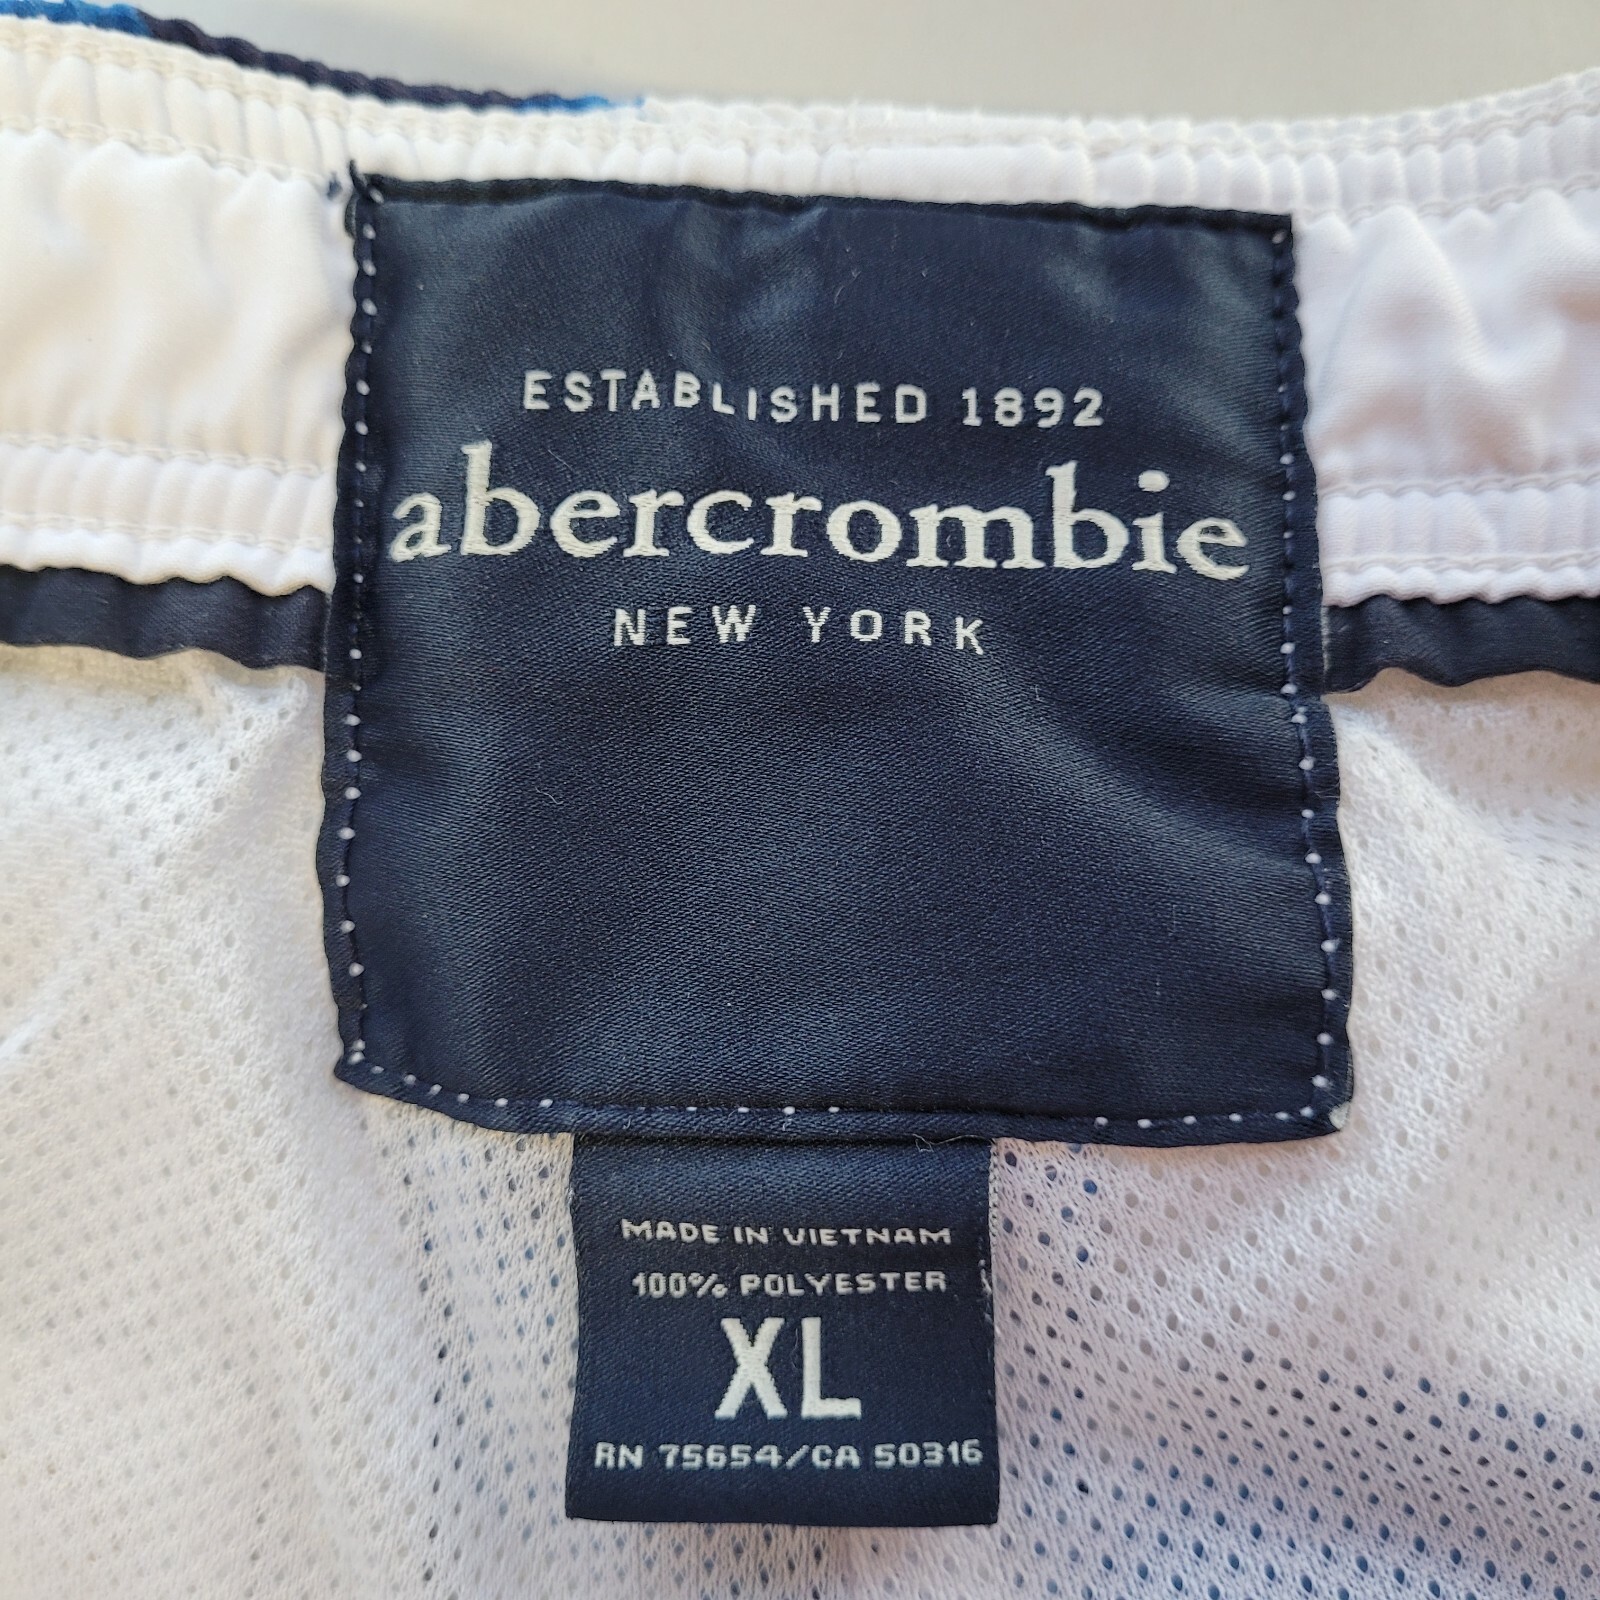 ESTABLISHED 1892
abercrombie
NEW YORK
MADE IN VIETNAM
100% POLYESTER
XL
RN 75654/CA 50316